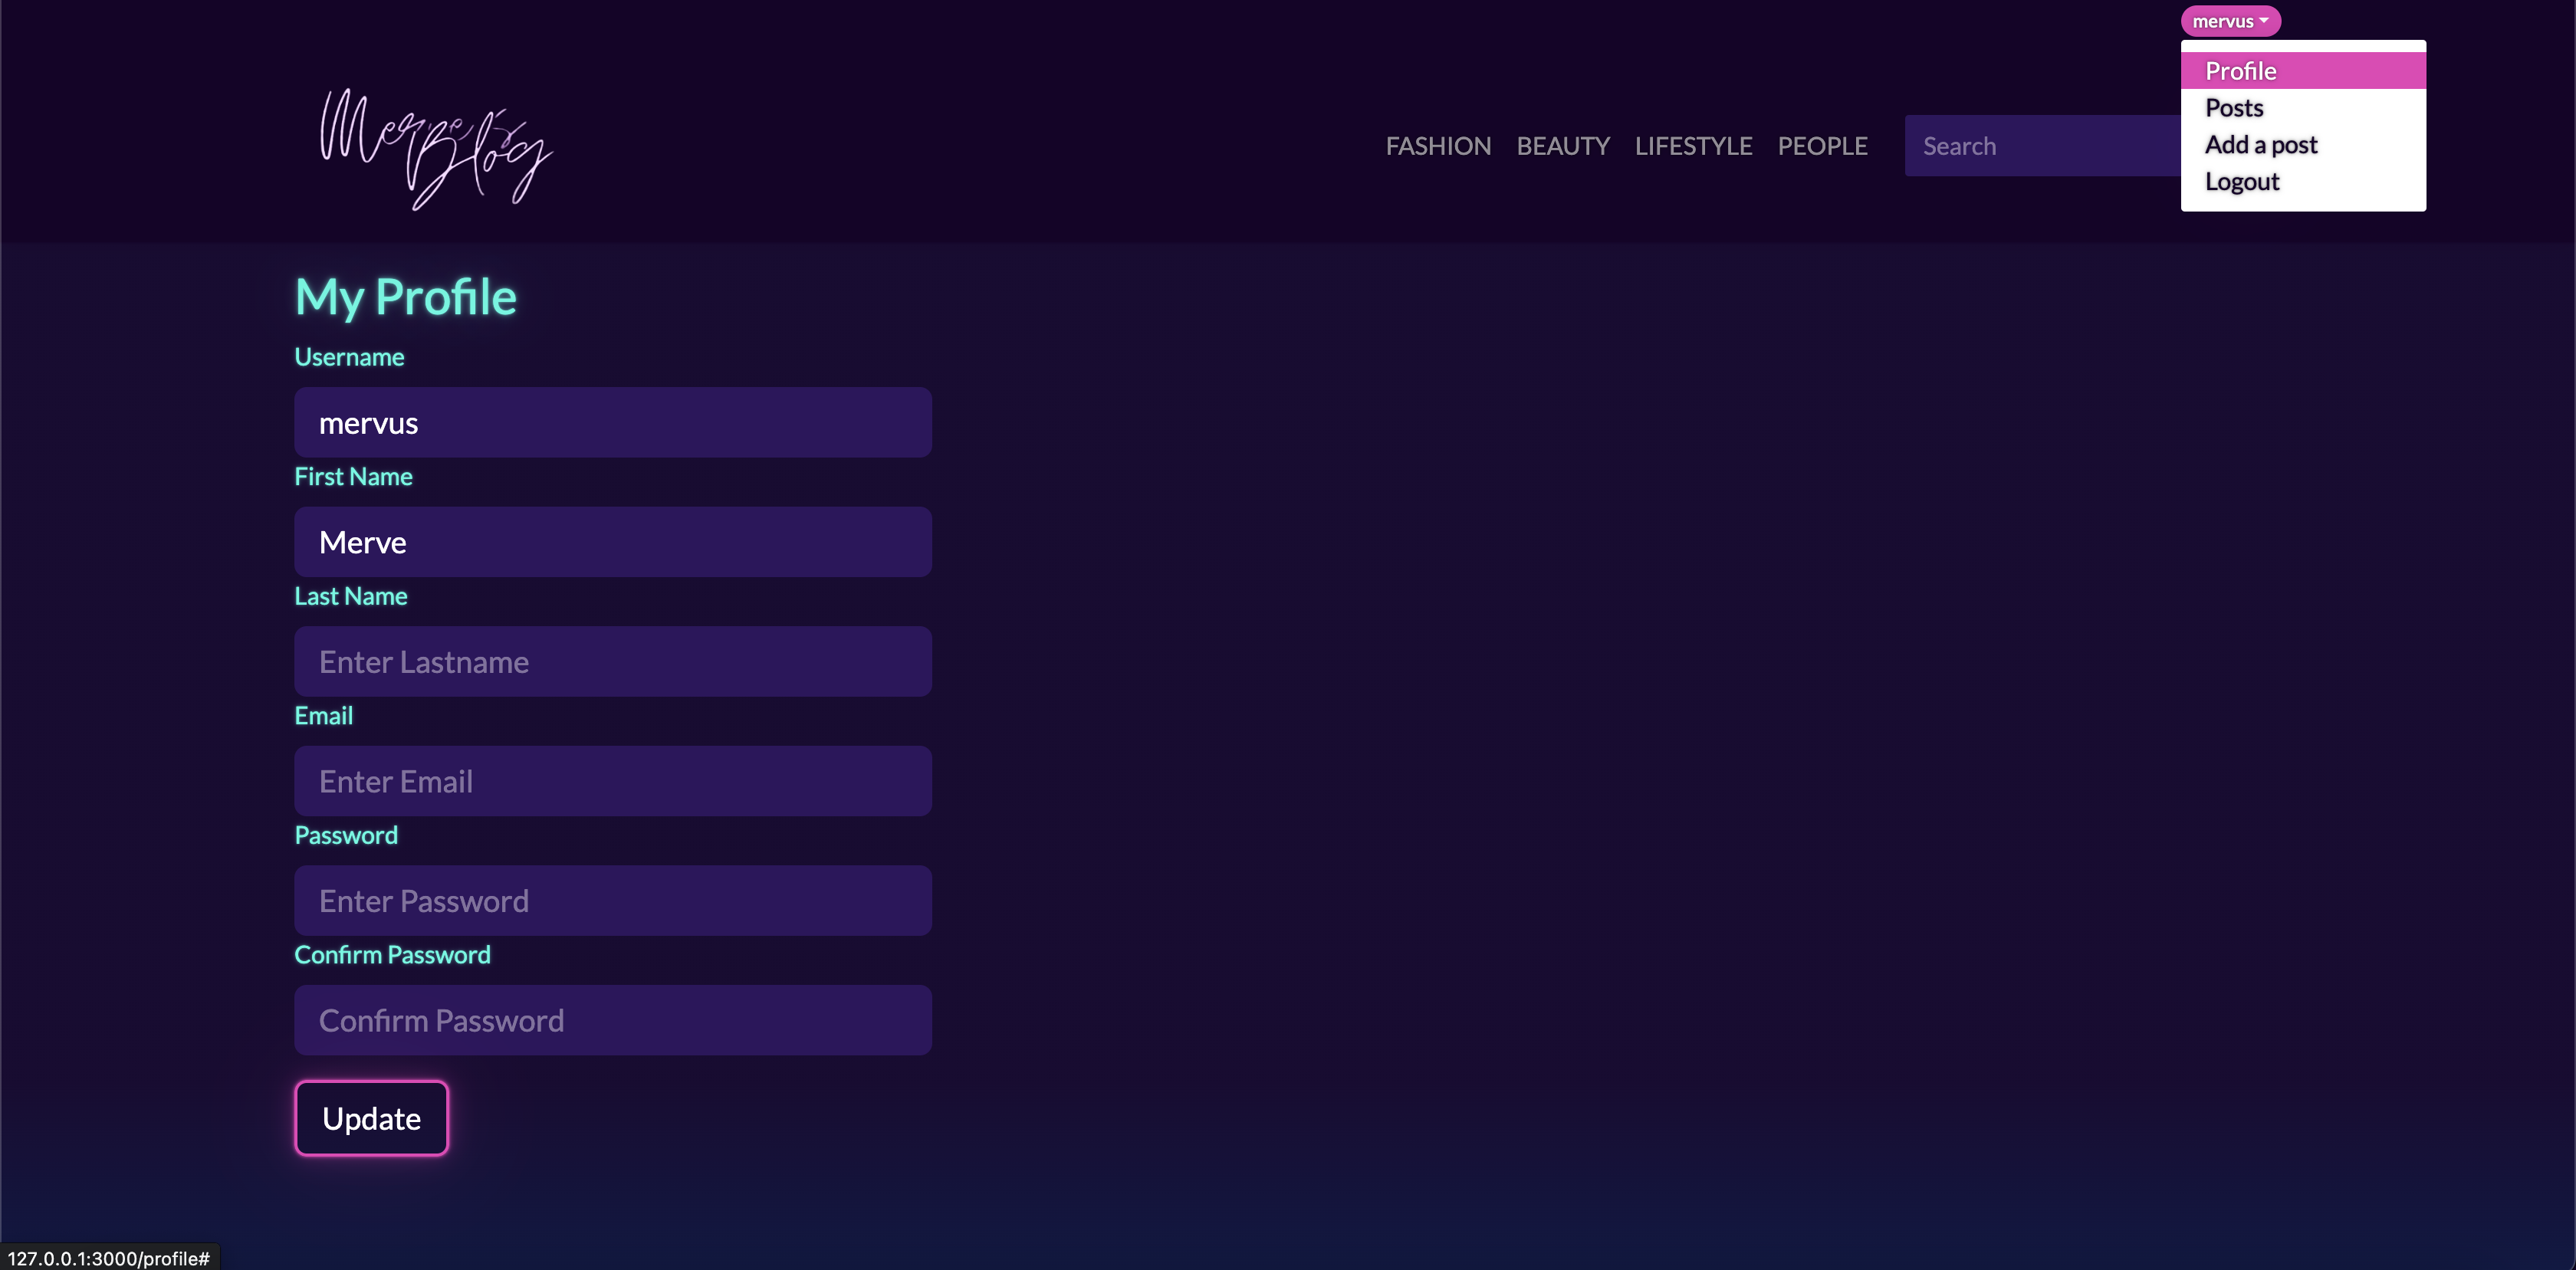 mervus
Profile
Posts
Add a post
Logout
Merve's
Blog
FASHION BEAUTY LIFESTYLE PEOPLE Search
My Profile
Username
mervus
First Name
Merve
Last Name
Enter Lastname
Email
Enter Email
Password
Enter Password
Confirm Password
Confirm Password
Update
127.0.0.1:3000/profile#